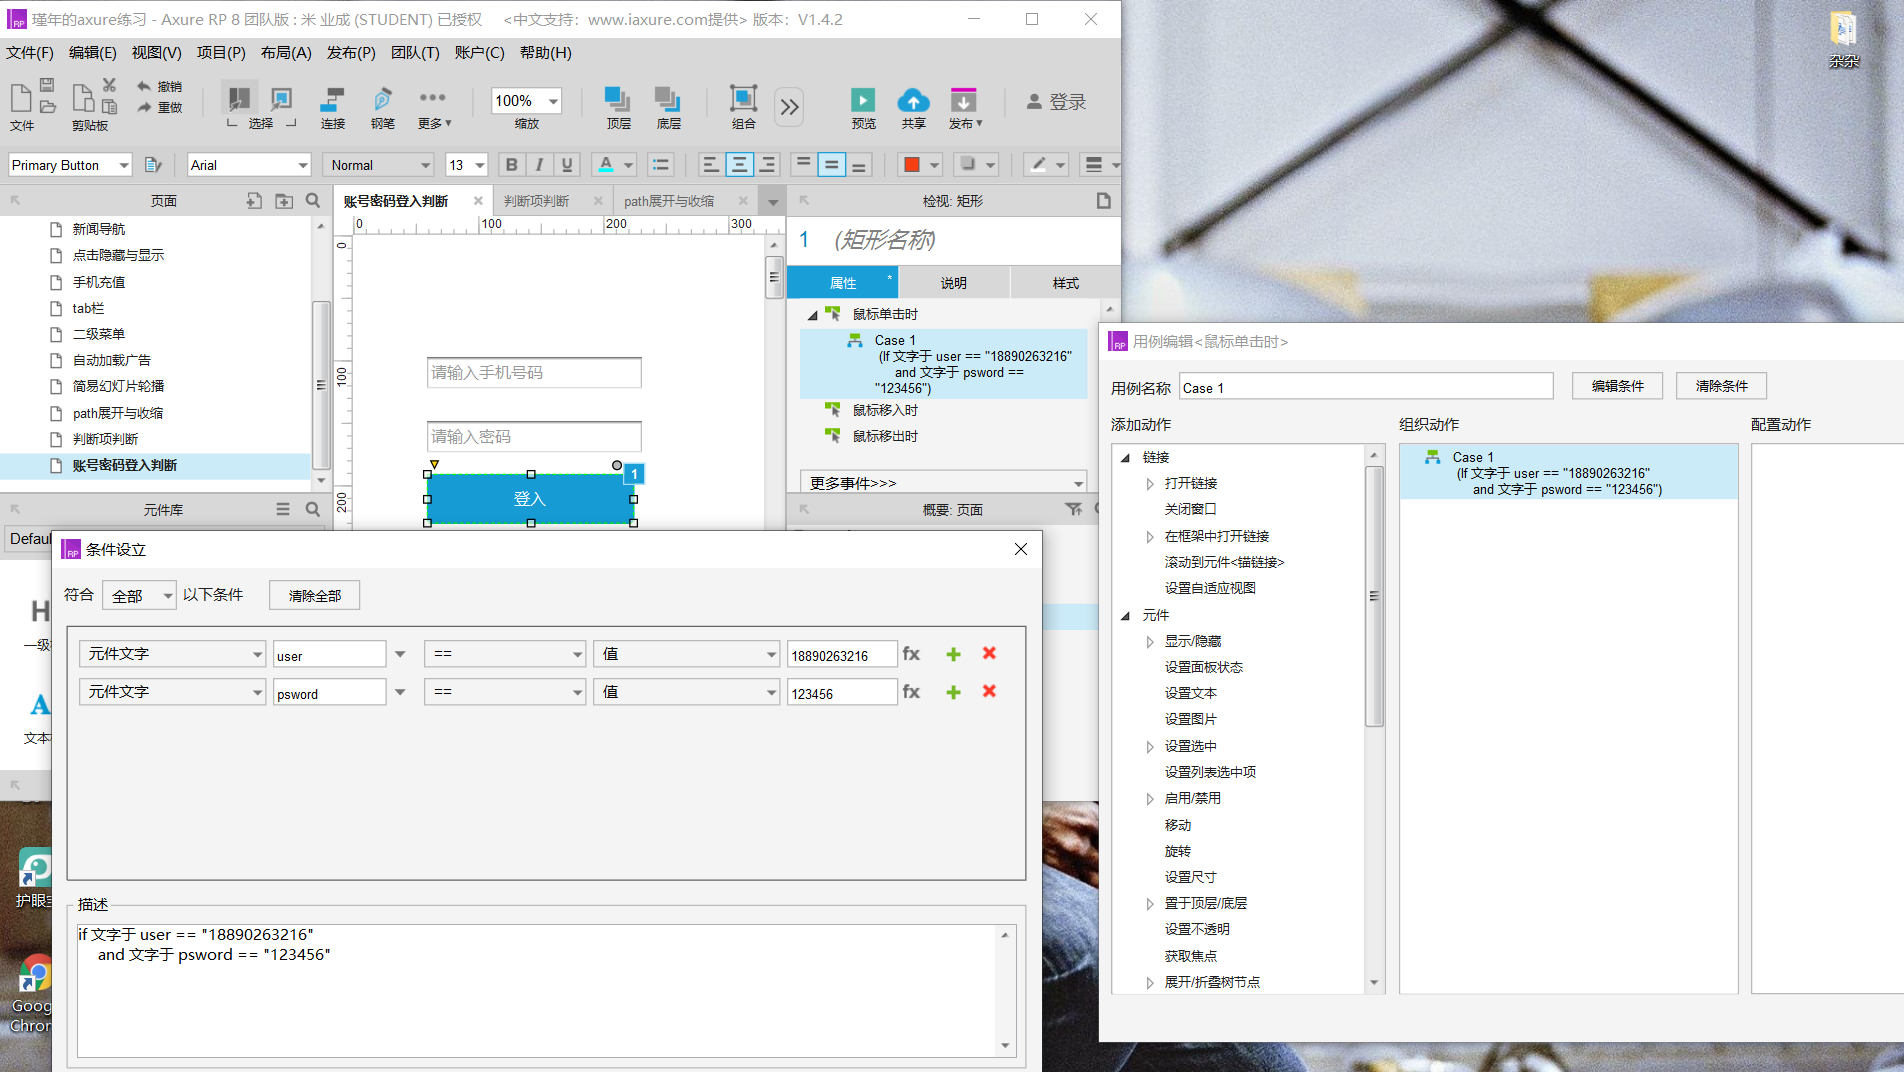 瑾年的axure练习 - Axure RP 8 团队版 : 米 业成 (STUDENT) 已授权 <中文支持：www.iaxure.com提供> 版本：V1.4.2
文件(F) 编辑(E) 视图(V) 项目(P) 布局(A) 发布(P) 团队(T) 账户(C) 帮助(H)
撤销
重做
100%
登录
文件 剪贴板 选择 连接 钢笔 更多 缩放 顶层 底层 组合 预览 共享 发布
Primary Button Arial Normal 13 B I U A
页面
账号密码登入判断 判断项判断 path展开与收缩
检视: 矩形
0 100 200 300
新闻导航
点击隐藏与显示
手机充值
tab栏
二级菜单
自动加载广告
简易幻灯片轮播
path展开与收缩
判断项判断
账号密码登入判断
元件库
Defau
0
100
200
请输入手机号码
请输入密码
1
登入
1 (矩形名称)
属性 * 说明 样式
鼠标单击时
Case 1
(If 文字于 user == "18890263216"
and 文字于 psword ==
"123456")
鼠标移入时
鼠标移出时
更多事件>>>
概要: 页面
杂杂
用例编辑<鼠标单击时>
用例名称 Case 1 编辑条件 清除条件
添加动作 组织动作 配置动作
链接
打开链接
关闭窗口
在框架中打开链接
滚动到元件<锚链接>
设置自适应视图
元件
显示/隐藏
设置面板状态
设置文本
设置图片
设置选中
设置列表选中项
启用/禁用
移动
旋转
设置尺寸
置于顶层/底层
设置不透明
获取焦点
展开/折叠树节点
Case 1
(If 文字于 user == "18890263216"
and 文字于 psword == "123456")
条件设立
符合 全部 以下条件 清除全部
元件文字 user == 值 18890263216 fx
元件文字 psword == 值 123456 fx
描述
if 文字于 user == "18890263216"
and 文字于 psword == "123456"
H
一级
A
文本
护眼
Goog
Chron